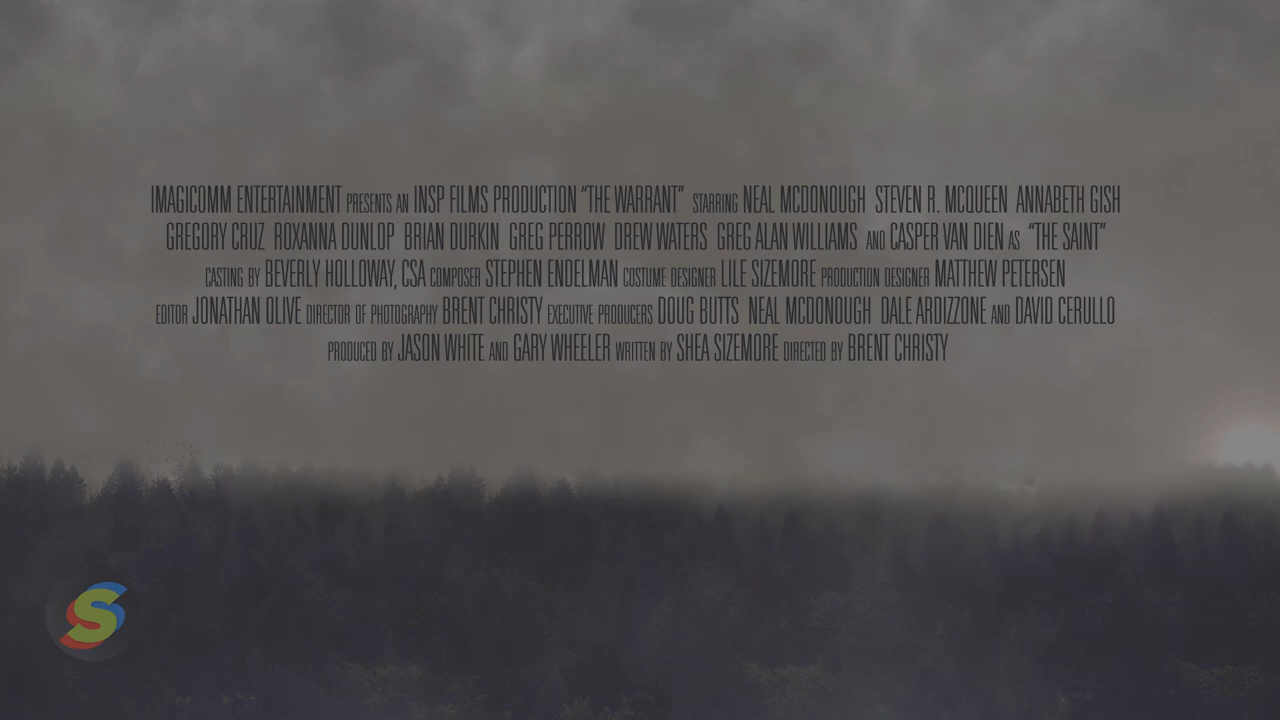 IMAGICOMM ENTERTAINMENT PRESENTS AN INSP FILMS PRODUCTION “THE WARRANT” STARRING NEAL MCDONOUGH STEVEN R. MCQUEEN ANNABETH GISH
GREGORY CRUZ ROXANNA DUNLOP BRIAN DURKIN GREG PERROW DREW WATERS GREG ALAN WILLIAMS AND CASPER VAN DIEN AS “THE SAINT”
CASTING BY BEVERLY HOLLOWAY, CSA COMPOSER STEPHEN ENDELMAN COSTUME DESIGNER LILE SIZEMORE PRODUCTION DESIGNER MATTHEW PETERSEN
EDITOR JONATHAN OLIVE DIRECTOR OF PHOTOGRAPHY BRENT CHRISTY EXECUTIVE PRODUCERS DOUG BUTTS NEAL MCDONOUGH DALE ARDIZZONE AND DAVID CERULLO
PRODUCED BY JASON WHITE AND GARY WHEELER WRITTEN BY SHEA SIZEMORE DIRECTED BY BRENT CHRISTY
S